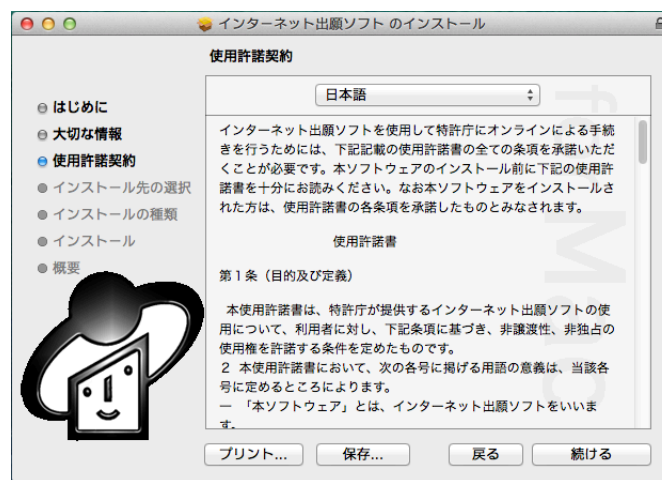 インターネット出願ソフト のインストール
使用許諾契約
はじめに
大切な情報
使用許諾契約
インストール先の選択
インストールの種類
インストール
概要
日本語
インターネット出願ソフトを使用して特許庁にオンラインによる手続
きを行うためには、下記記載の使用許諾書の全ての条項を承諾いただ
くことが必要です。本ソフトウェアのインストール前に下記の使用許
諾書を十分にお読みください。なお本ソフトウェアをインストールさ
れた方は、使用許諾書の各条項を承諾したものとみなされます。
使用許諾書
第1条（目的及び定義）
本使用許諾書は、特許庁が提供するインターネット出願ソフトの使
用について、利用者に対し、下記条項に基づき、非譲渡性、非独占の
使用権を許諾する条件を定めたものです。
２ 本使用許諾書において、次の各号に掲げる用語の意義は、当該各
号に定めるところによります。
一 「本ソフトウェア」とは、インターネット出願ソフトをいいま
す。
for Mac
プリント... 保存... 戻る 続ける